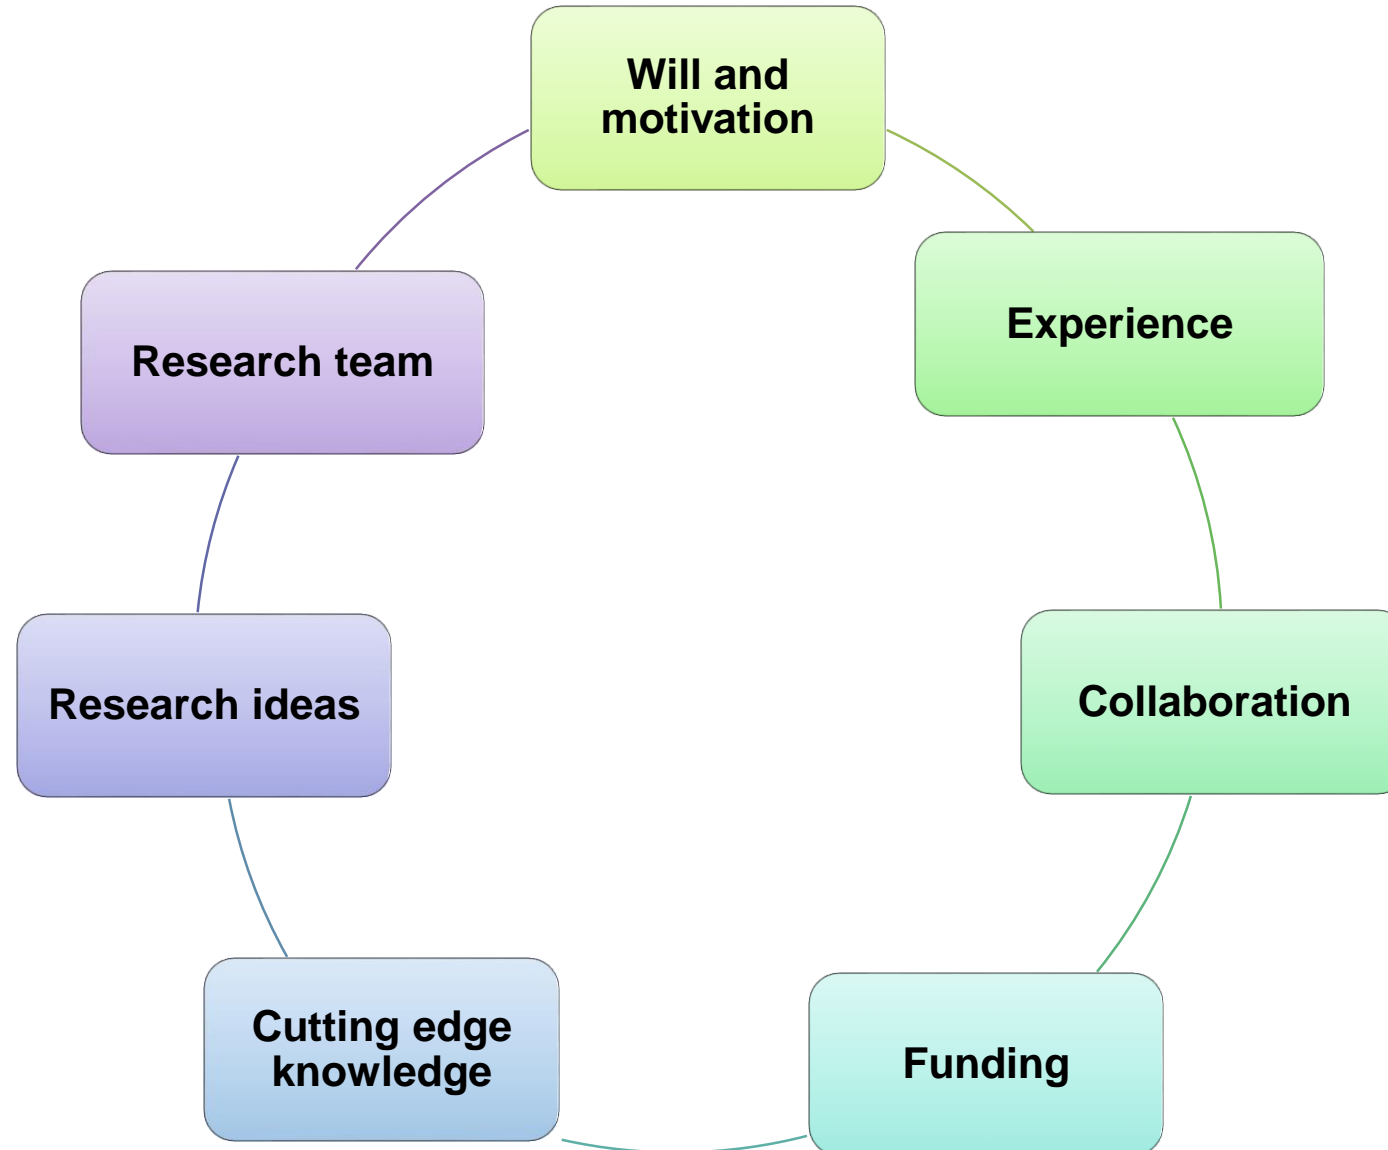 Will and
motivation
Experience
Collaboration
Funding
Cutting edge
knowledge
Research ideas
Research team